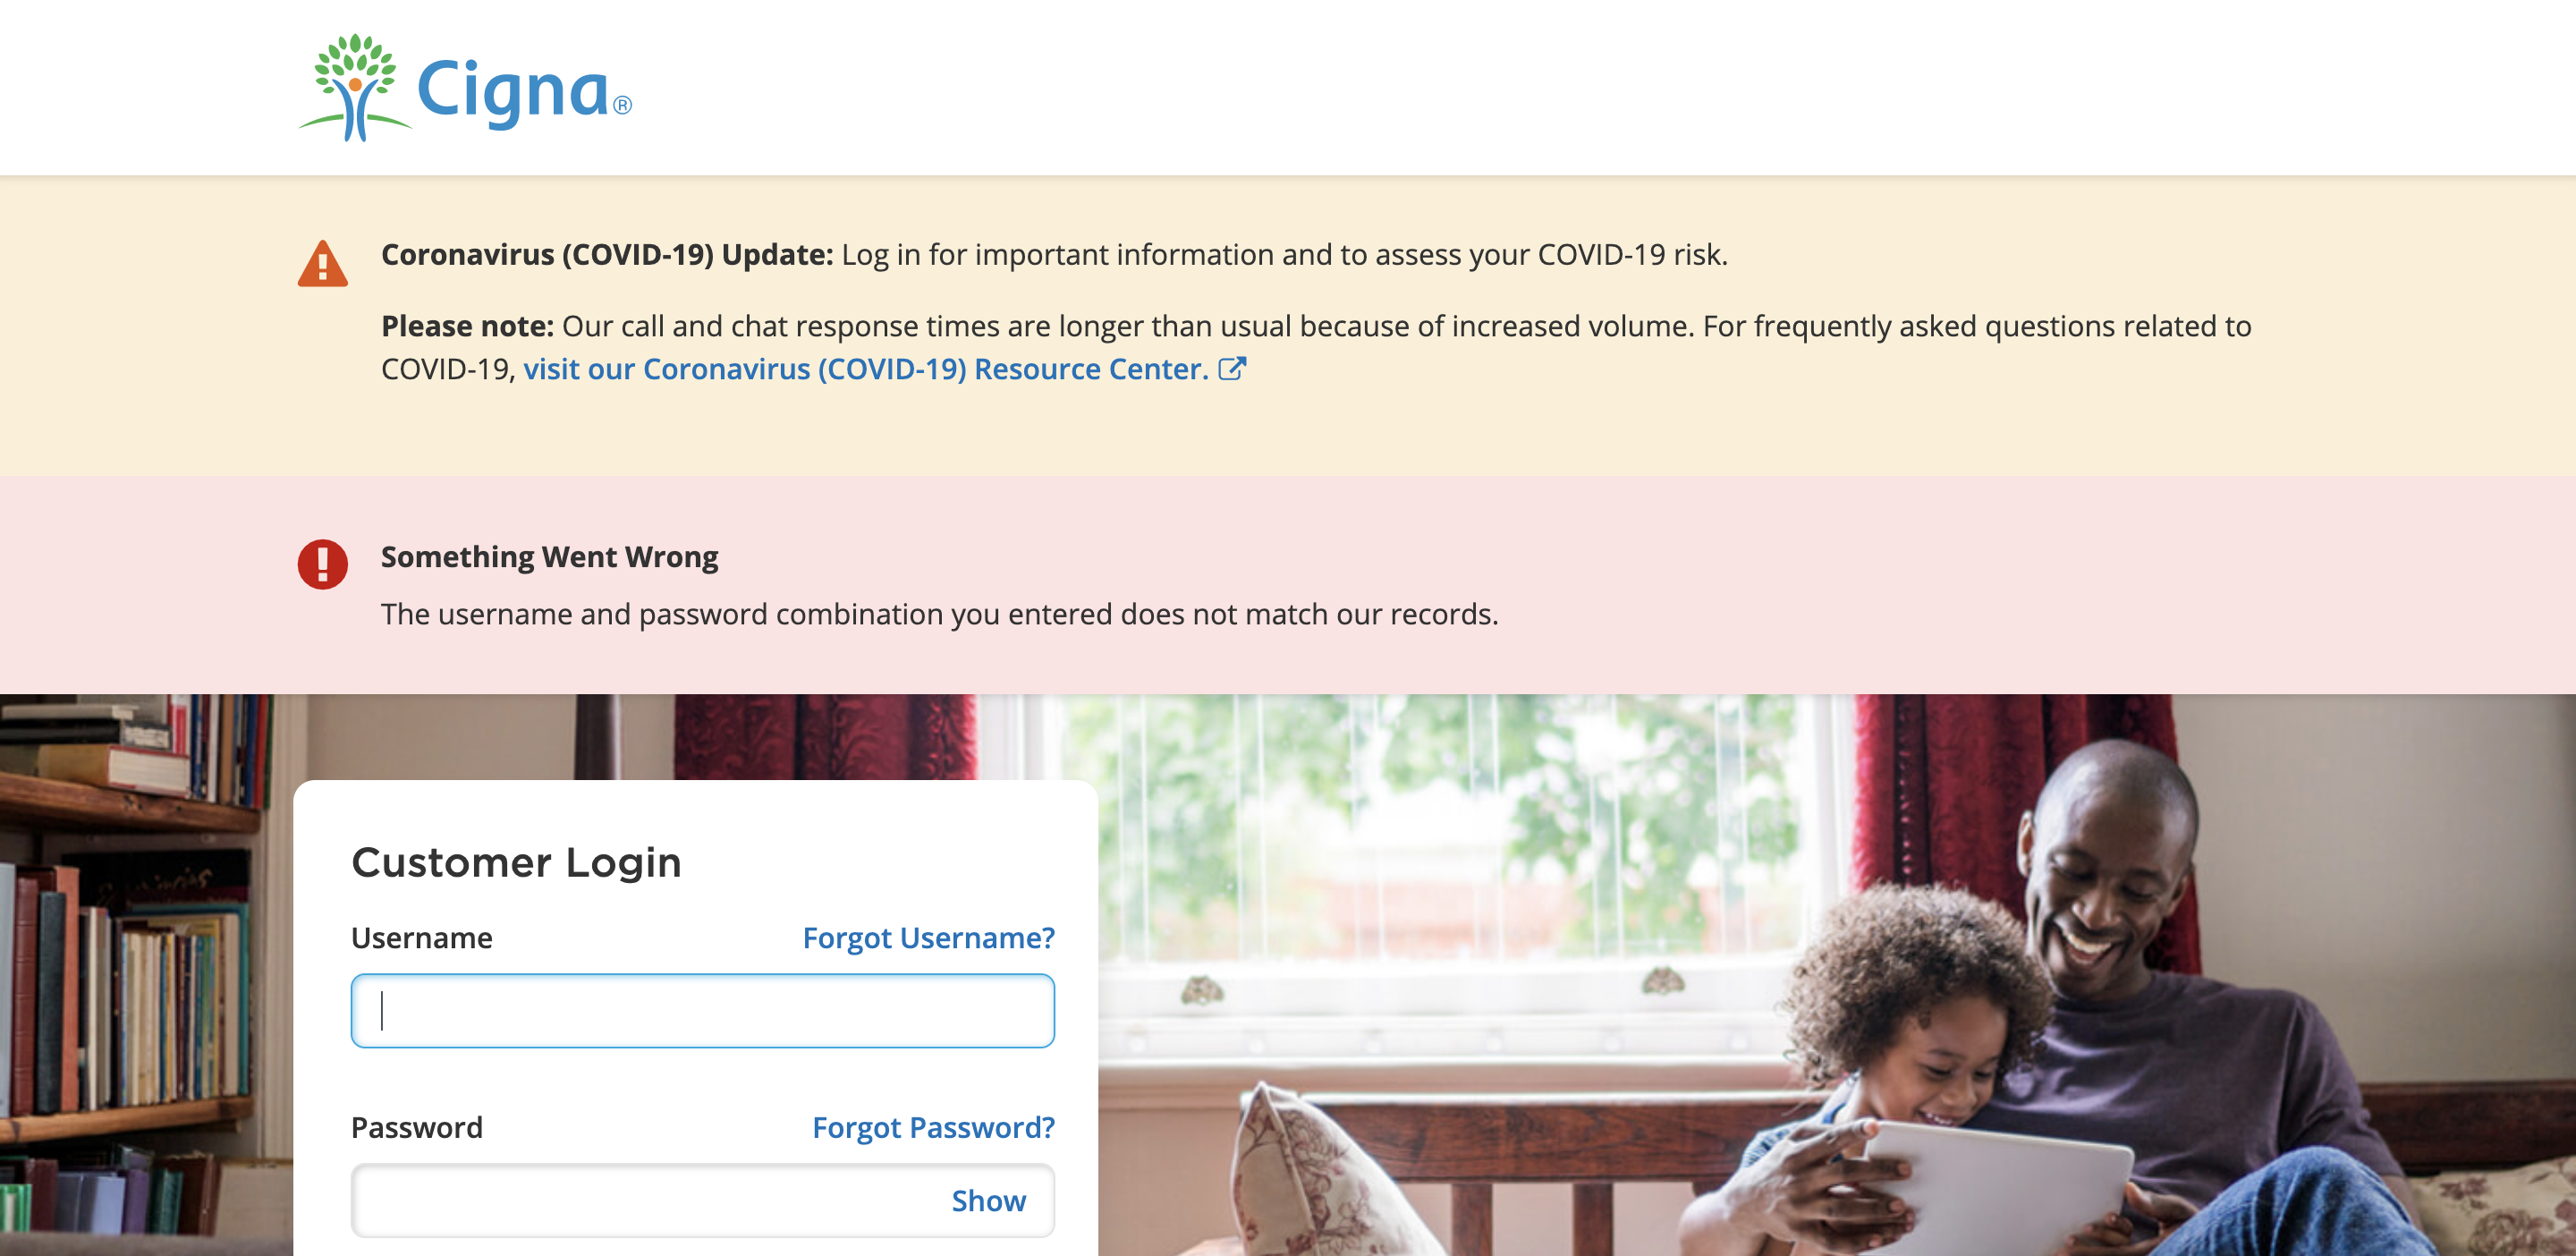 Cigna®
Coronavirus (COVID-19) Update: Log in for important information and to assess your COVID-19 risk.
Please note: Our call and chat response times are longer than usual because of increased volume. For frequently asked questions related to
COVID-19, visit our Coronavirus (COVID-19) Resource Center.
Something Went Wrong
The username and password combination you entered does not match our records.
Customer Login
Username Forgot Username?
Password Forgot Password?
Show